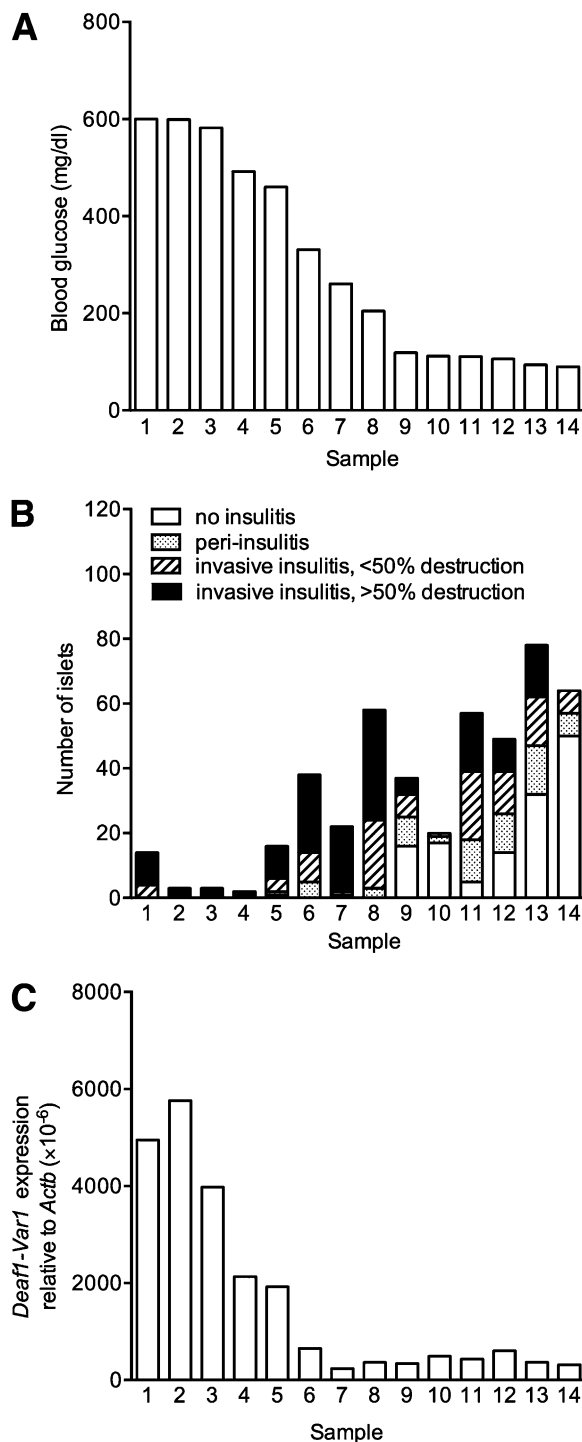 A
800
600
400
200
0
Blood glucose (mg/dl)
1 2 3 4 5 6 7 8 9 10 11 12 13 14
Sample
B
120
100
80
60
40
20
0
Number of islets
no insulitis
peri-insulitis
invasive insulitis, <50% destruction
invasive insulitis, >50% destruction
1 2 3 4 5 6 7 8 9 10 11 12 13 14
Sample
C
8000
6000
4000
2000
0
Deaf1-Var1 expression
relative to Actb (×10⁻⁶)
1 2 3 4 5 6 7 8 9 10 11 12 13 14
Sample